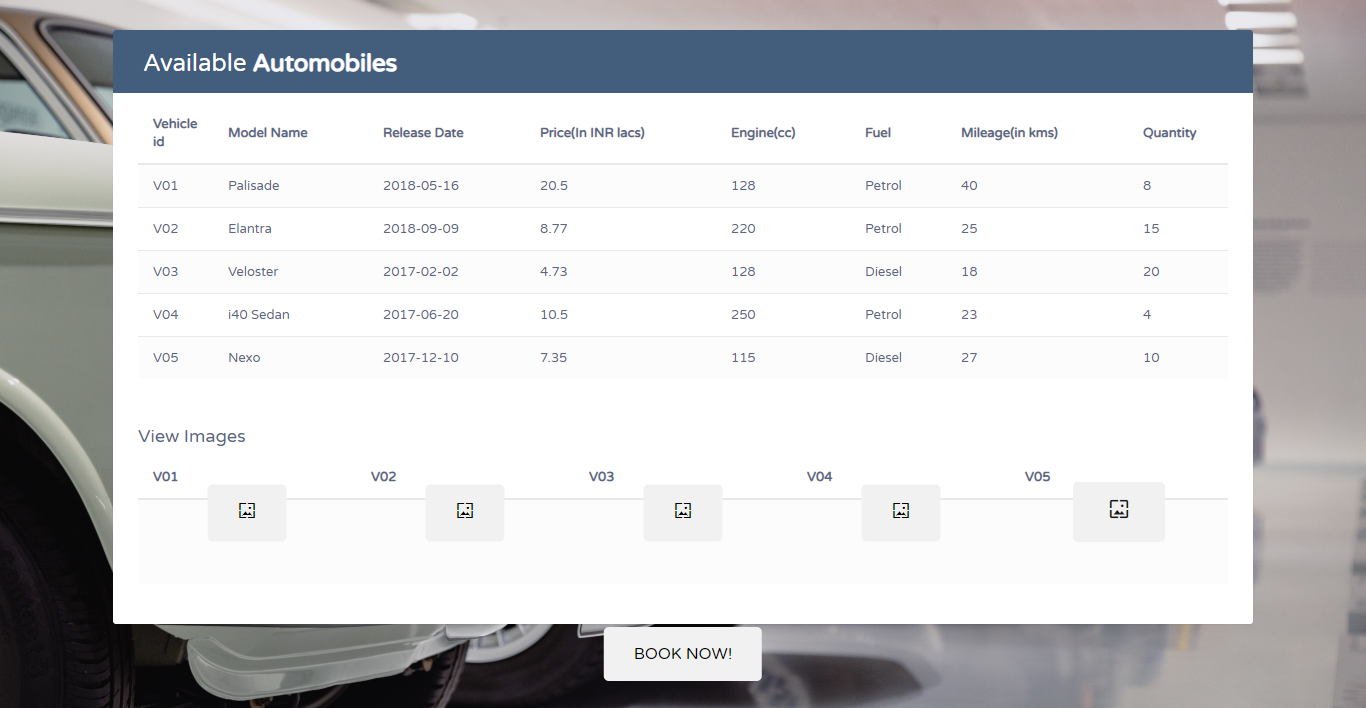 Available Automobiles
Vehicle id Model Name Release Date Price(In INR lacs) Engine(cc) Fuel Mileage(in kms) Quantity
V01 Palisade 2018-05-16 20.5 128 Petrol 40 8
V02 Elantra 2018-09-09 8.77 220 Petrol 25 15
V03 Veloster 2017-02-02 4.73 128 Diesel 18 20
V04 i40 Sedan 2017-06-20 10.5 250 Petrol 23 4
V05 Nexo 2017-12-10 7.35 115 Diesel 27 10
View Images
V01 V02 V03 V04 V05
BOOK NOW!